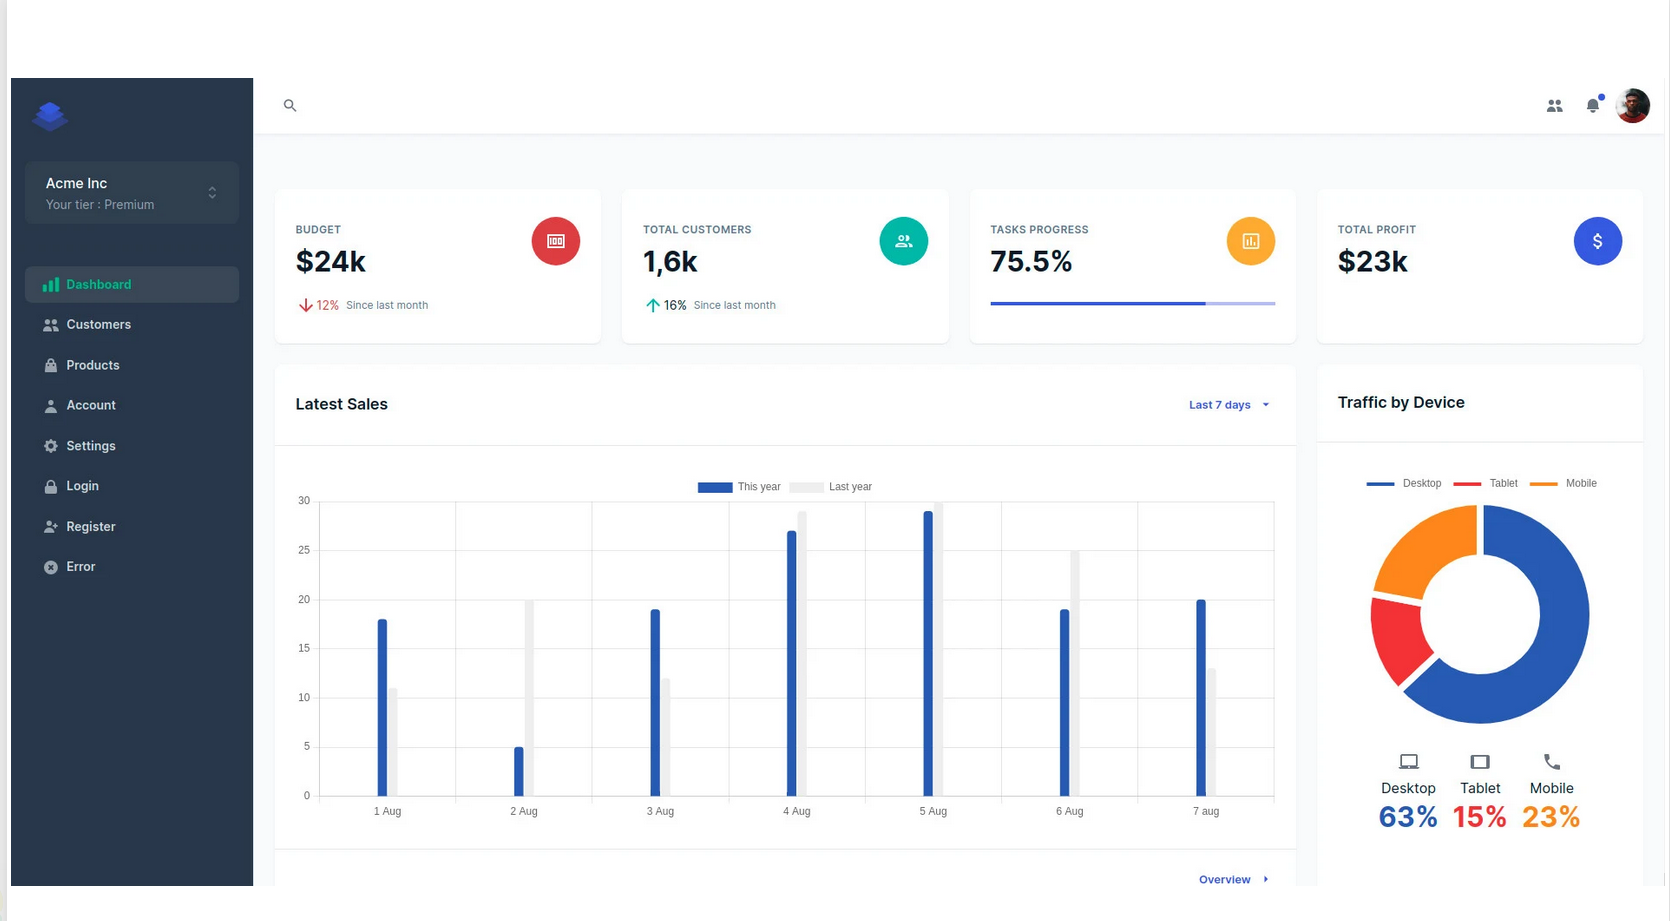 Acme Inc
Your tier : Premium
Dashboard
Customers
Products
Account
Settings
Login
Register
Error
BUDGET
$24k
12% Since last month
TOTAL CUSTOMERS
1,6k
16% Since last month
TASKS PROGRESS
75.5%
TOTAL PROFIT
$23k
$
Latest Sales
Last 7 days
This year Last year
30
25
20
15
10
5
0
1 Aug 2 Aug 3 Aug 4 Aug 5 Aug 6 Aug 7 aug
Overview
Traffic by Device
Desktop Tablet Mobile
Desktop Tablet Mobile
63% 15% 23%